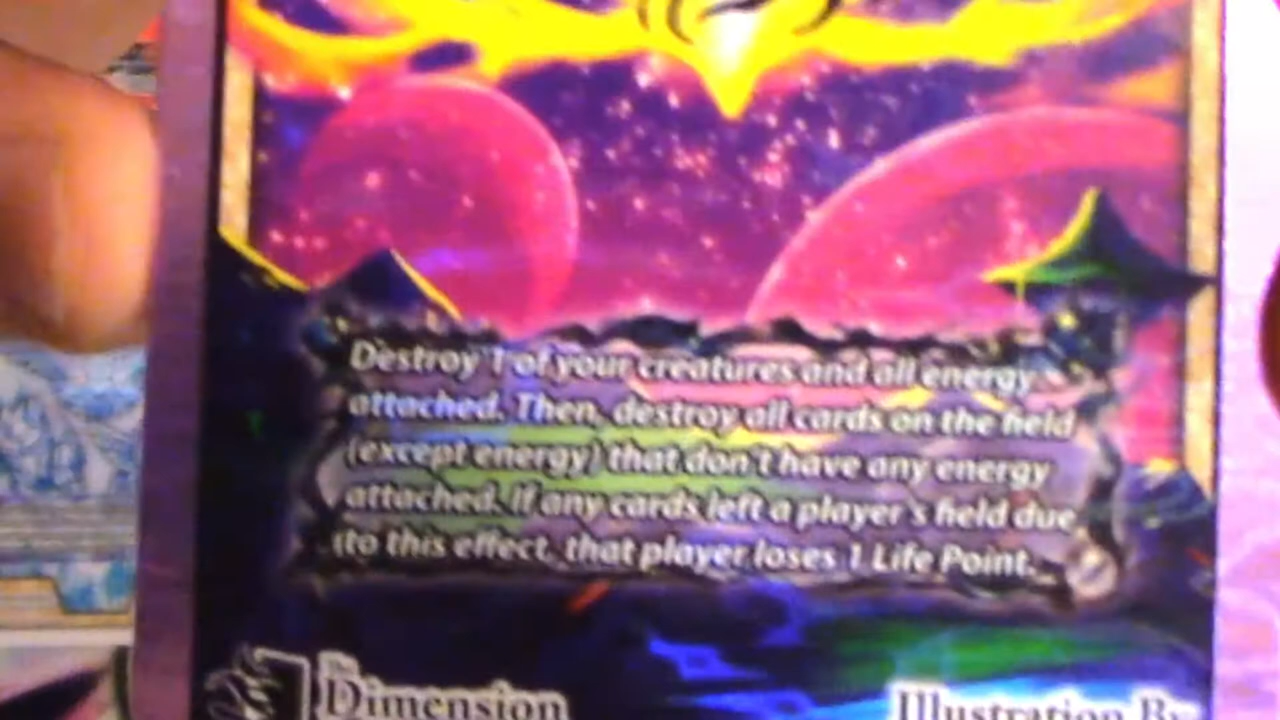 Destroy 1 of your creatures and all energy
attached. Then, destroy all cards on the field
(except energy) that don't have any energy
attached. If any cards left a player's field due
to this effect, that player loses 1 Life Point.
The
Dimension
Illustration By